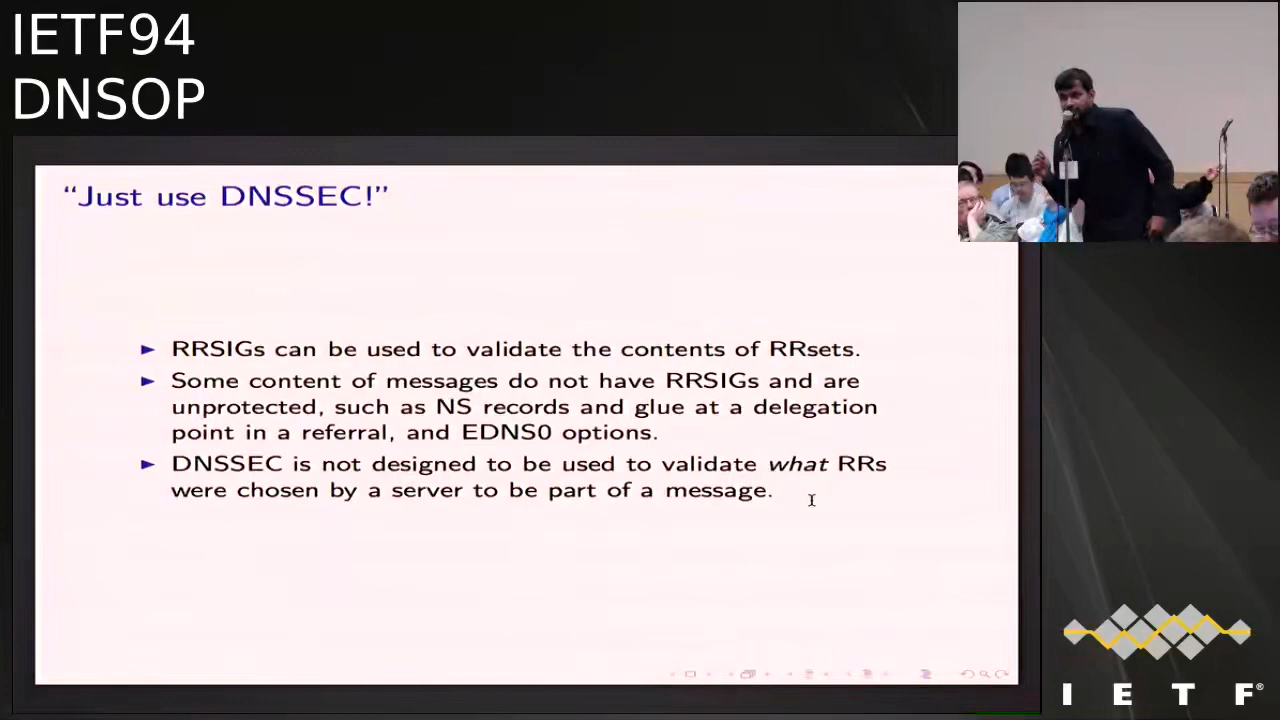 IETF94
DNSOP
“Just use DNSSEC!”
► RRSIGs can be used to validate the contents of RRsets.
► Some content of messages do not have RRSIGs and are
unprotected, such as NS records and glue at a delegation
point in a referral, and EDNS0 options.
► DNSSEC is not designed to be used to validate what RRs
were chosen by a server to be part of a message.
I E T F®